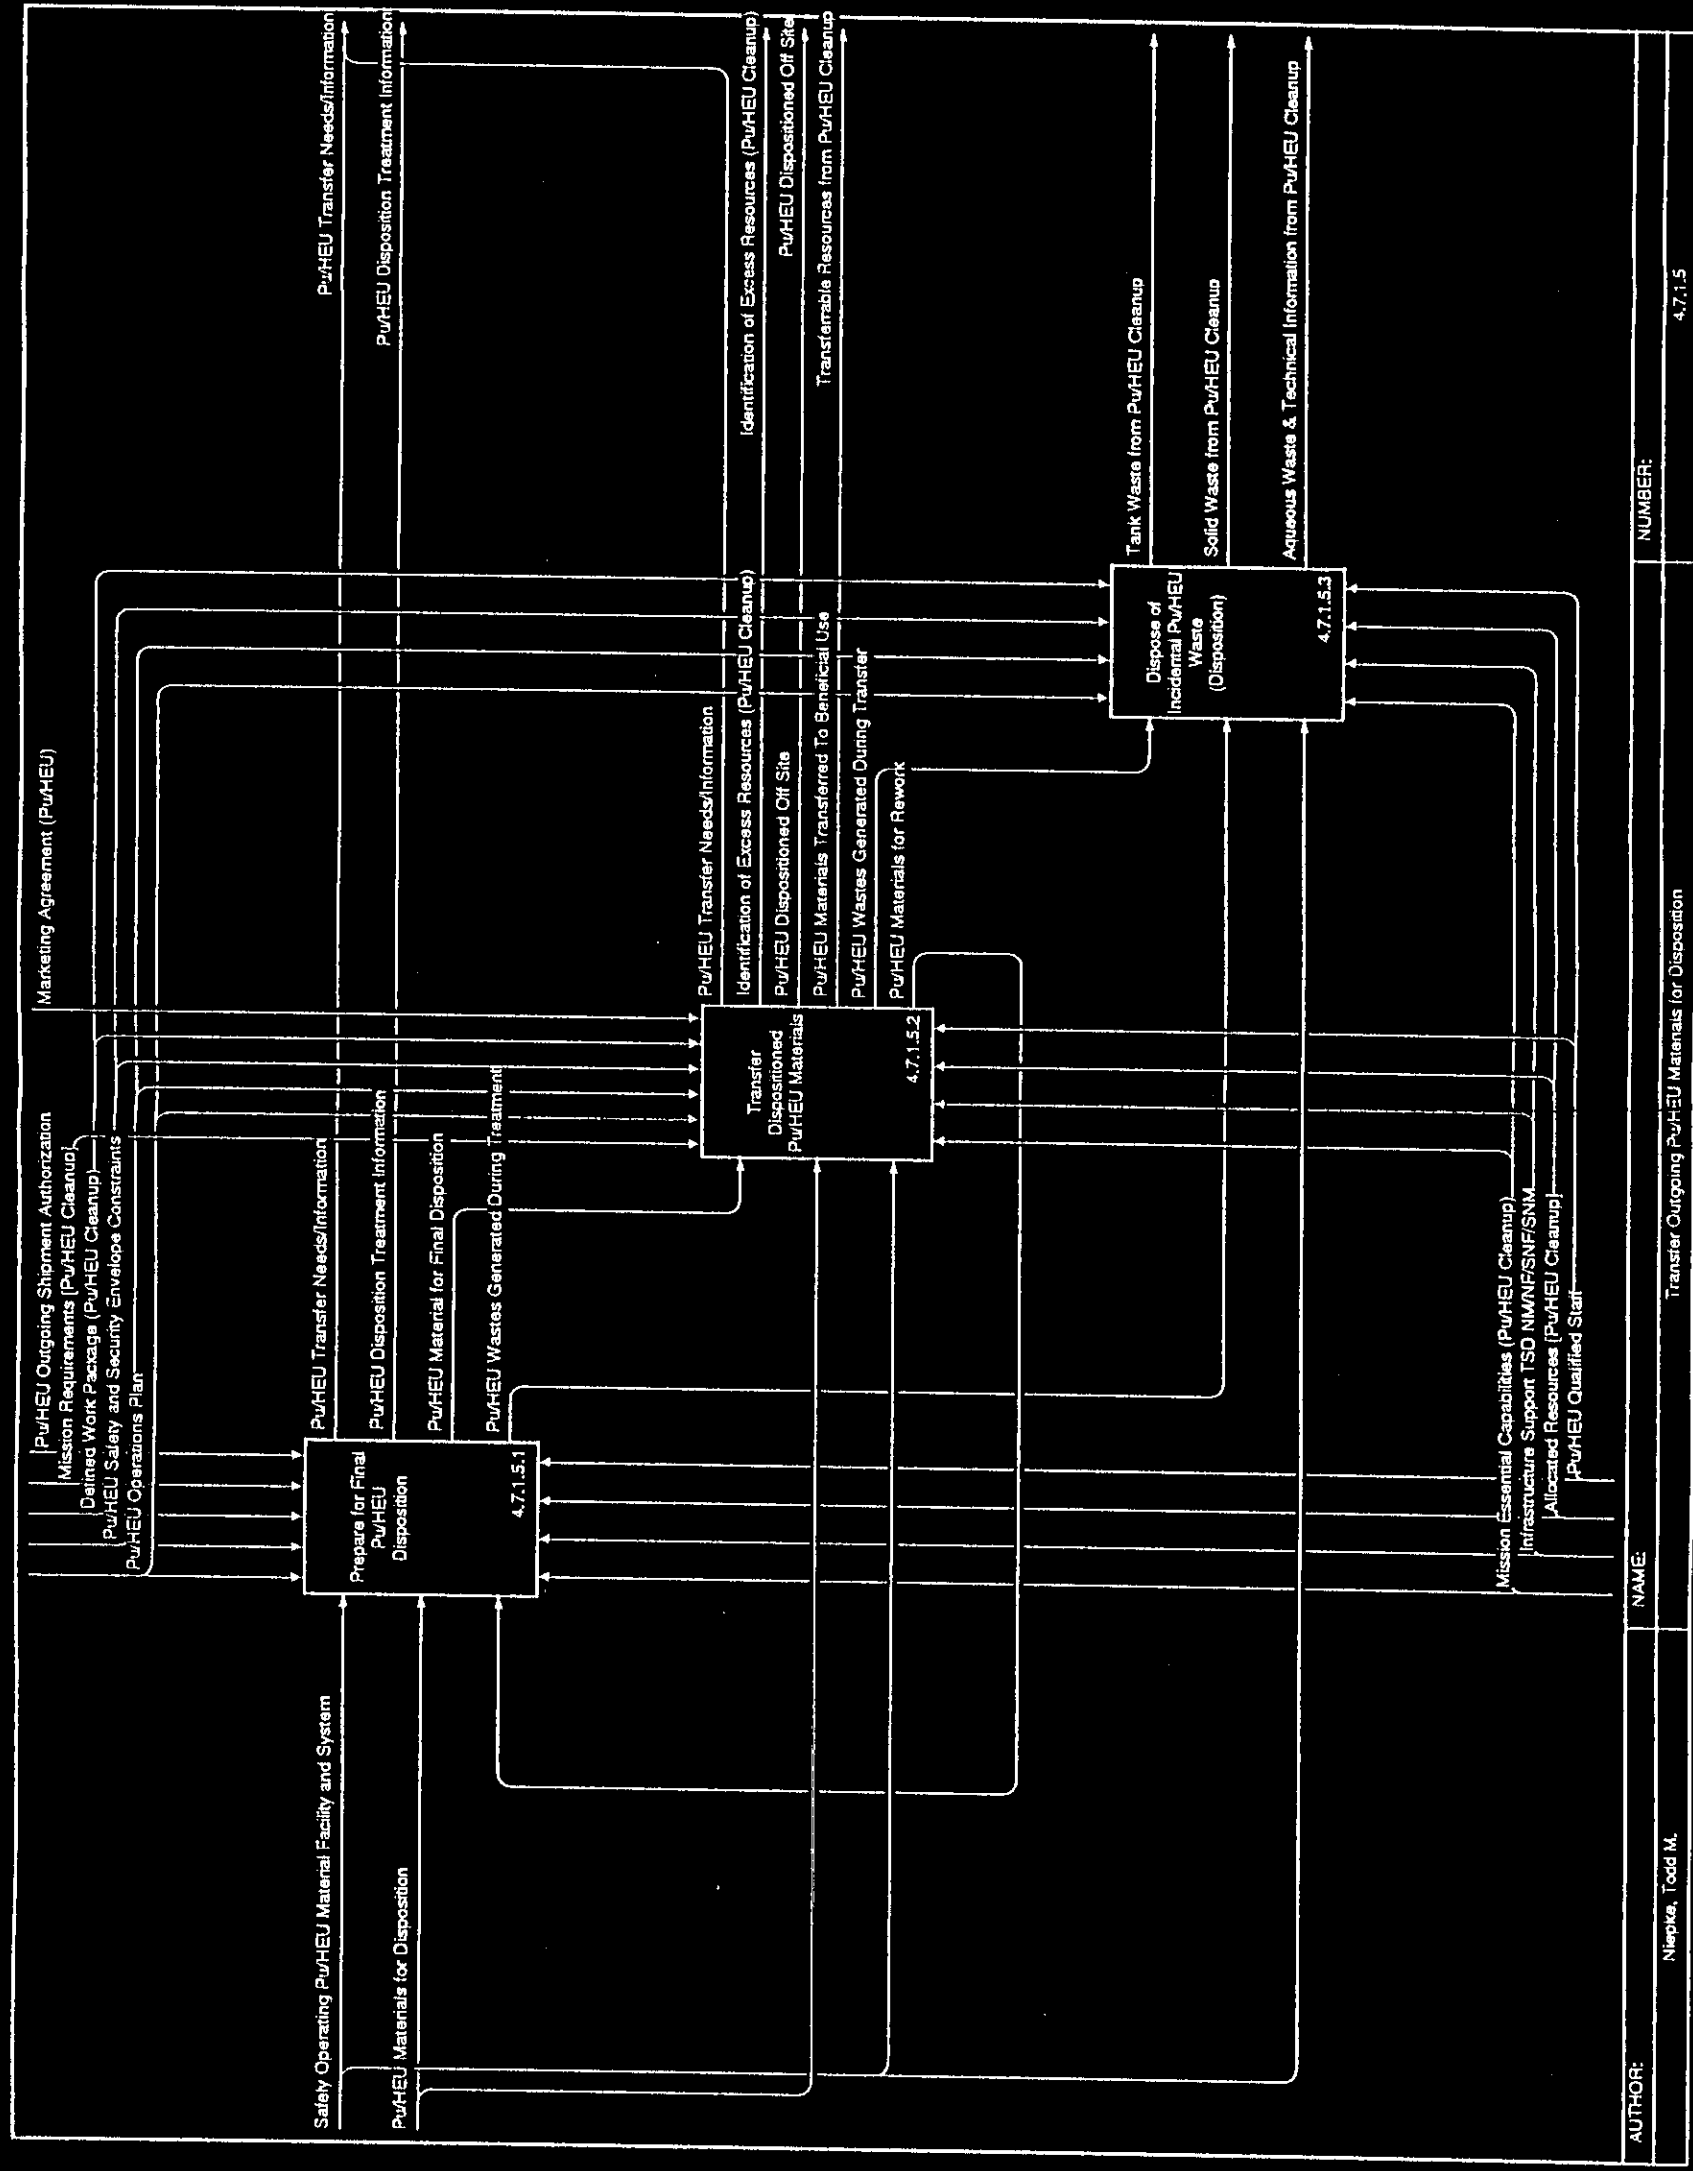 Marketing Agreement (Pu/HEU)
Pu/HEU Outgoing Shipment Authorization
Mission Requirements [Pu/HEU Cleanup]
Defined Work Package (Pu/HEU Cleanup)
Pu/HEU Safety and Security Envelope Constraints
Pu/HEU Operations Plan
Safety Operating Pu/HEU Material Facility and System
Pu/HEU Materials for Disposition
Prepare for Final
Pu/HEU
Disposition
4.7.1.5.1
Pu/HEU Transfer Needs/Information
Pu/HEU Disposition Treatment Information
Pu/HEU Material for Final Disposition
Pu/HEU Wastes Generated During Treatment
Pu/HEU Transfer Needs/Information
Pu/HEU Disposition Treatment Information
Transfer
Dispositioned
Pu/HEU Materials
4.7.1.5.2
Pu/HEU Transfer Needs/Information
Identification of Excess Resources (Pu/HEU Cleanup)
Pu/HEU Dispositioned Off Site
Pu/HEU Materials Transferred To Beneficial Use
Pu/HEU Wastes Generated During Transfer
Pu/HEU Materials for Rework
Identification of Excess Resources (Pu/HEU Cleanup)
Pu/HEU Dispositioned Off Site
Transferrable Resources from Pu/HEU Cleanup
Dispose of
Incidental Pu/HEU
Waste
(Disposition)
4.7.1.5.3
Tank Waste from Pu/HEU Cleanup
Solid Waste from Pu/HEU Cleanup
Aqueous Waste & Technical Information from Pu/HEU Cleanup
Mission Essential Capabilities (Pu/HEU Cleanup)
Infrastructure Support TSD NM/NF/SNF/SNM
Allocated Resources [Pu/HEU Cleanup]
Pu/HEU Qualified Staff
AUTHOR:
NAME:
NUMBER:
Niepke, Todd M.
Transfer Outgoing Pu/HEU Materials for Disposition
4.7.1.5